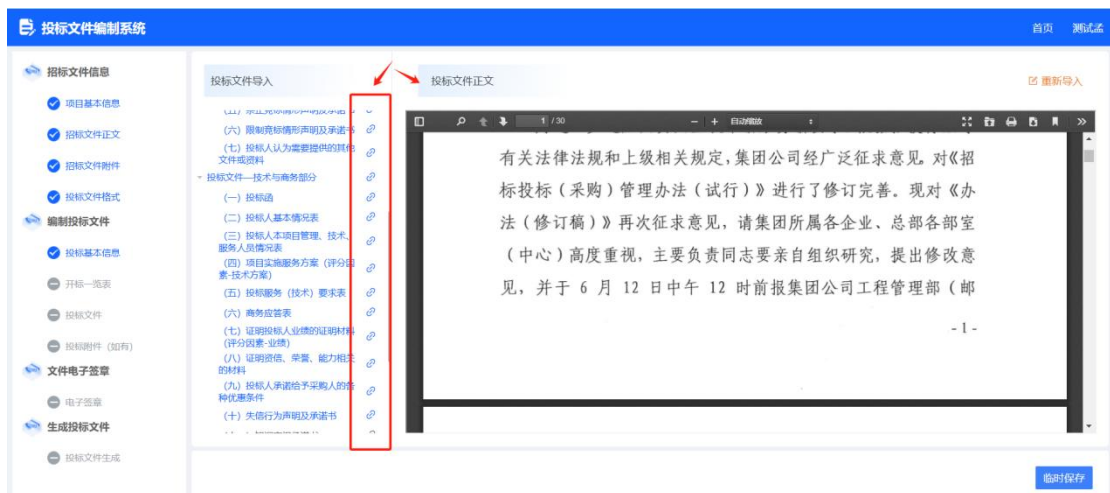 投标文件编制系统
首页 测试孟
招标文件信息
项目基本信息
招标文件正文
招标文件附件
投标文件格式
编制投标文件
投标基本信息
开标一览表
投标文件
投标附件（如有）
文件电子签章
电子签章
生成投标文件
投标文件生成
投标文件导入
（六）限制竞标情形声明及承诺书
（七）投标人认为需要提供的其他
文件或资料
投标文件—技术与商务部分
（一）投标函
（二）投标人基本情况表
（三）投标人本项目管理、技术、
服务人员情况表
（四）项目实施服务方案（评分因
素-技术方案）
（五）投标服务（技术）要求表
（六）商务应答表
（七）证明投标人业绩的证明材料
（评分因素-业绩）
（八）证明资信、荣誉、能力相关
的材料
（九）投标人承诺给予采购人的各
种优惠条件
（十）失信行为声明及承诺书
投标文件正文
重新导入
1 /30
自动缩放
有关法律法规和上级相关规定,集团公司经广泛征求意见。对《招
标投标（采购）管理办法（试行）》进行了修订完善。现对《办
法（修订稿）》再次征求意见，请集团所属各企业、总部各部室
（中心）高度重视，主要负责同志要亲自组织研究，提出修改意
见，并于 6 月 12 日中午 12 时前报集团公司工程管理部（邮
- 1 -
临时保存